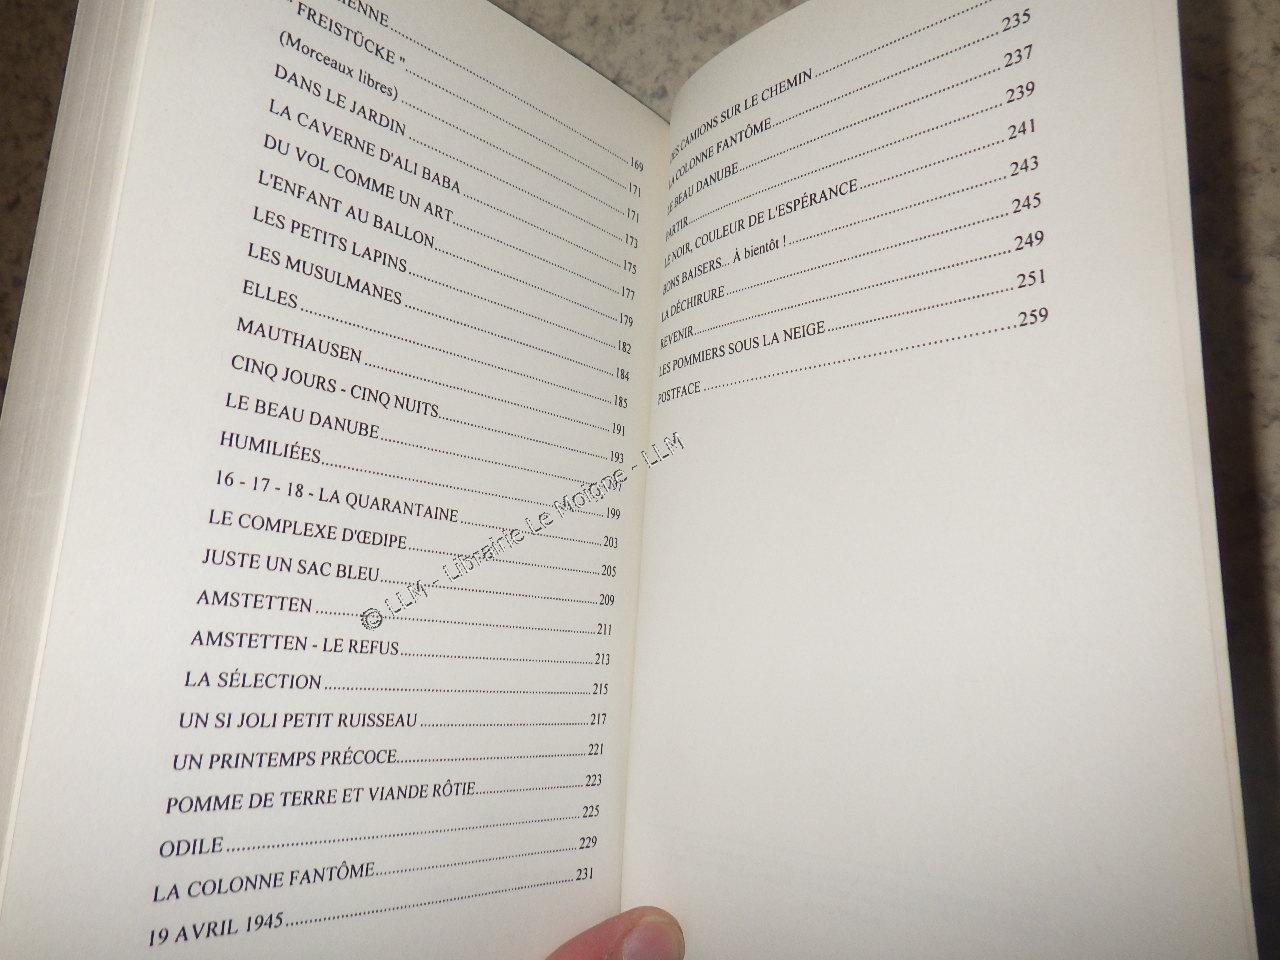 IENNE........169
" FREISTÜCKE "........171
(Morceaux libres)........171
DANS LE JARDIN........173
LA CAVERNE D'ALI BABA........175
DU VOL COMME UN ART........177
L'ENFANT AU BALLON........179
LES PETITS LAPINS........182
LES MUSULMANES........184
ELLES........185
MAUTHAUSEN........191
CINQ JOURS - CINQ NUITS........193
LE BEAU DANUBE........
HUMILIÉES........199
16 - 17 - 18 - LA QUARANTAINE........203
LE COMPLEXE D'ŒDIPE........205
JUSTE UN SAC BLEU........209
AMSTETTEN........211
AMSTETTEN - LE REFUS........213
LA SÉLECTION........215
UN SI JOLI PETIT RUISSEAU........217
UN PRINTEMPS PRÉCOCE........221
POMME DE TERRE ET VIANDE RÔTIE........223
ODILE........225
LA COLONNE FANTÔME........229
19 AVRIL 1945........231
DES CAMIONS SUR LE CHEMIN........
LA COLONNE FANTÔME........235
LE BEAU DANUBE........237
PARTIR........239
LE NOIR, COULEUR DE L'ESPÉRANCE........241
BONS BAISERS... À bientôt !........243
LA DÉCHIRURE........245
REVENIR........249
LES POMMIERS SOUS LA NEIGE........251
POSTFACE........259
© LLM - Librairie Le Moigne - LLM